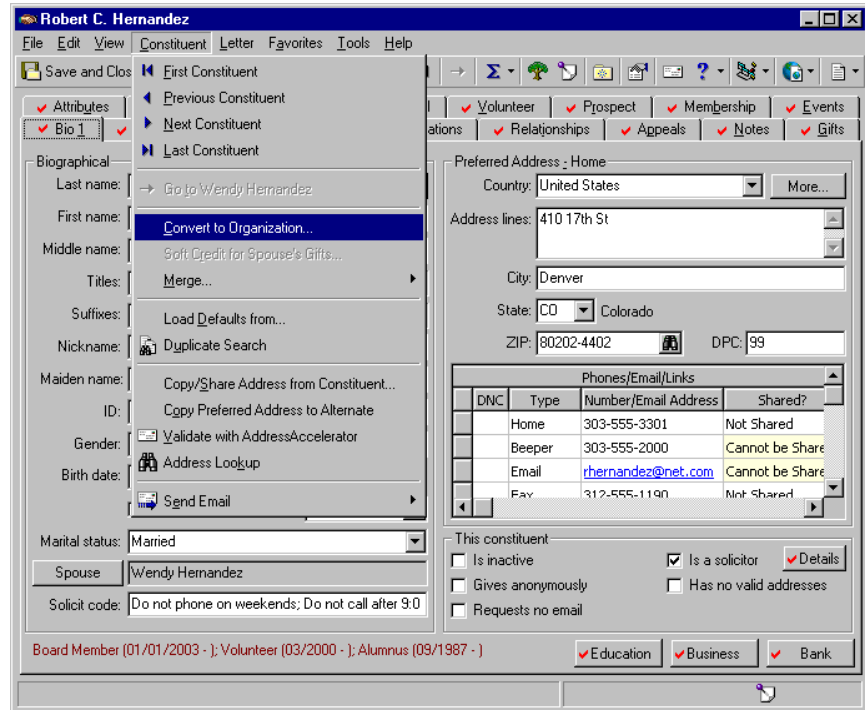 Robert C. Hernandez
File Edit View Constituent Letter Favorites Tools Help
Save and Clos
First Constituent
Previous Constituent
Next Constituent
Last Constituent
Go to Wendy Hernandez
Convert to Organization...
Soft Credit for Spouse's Gifts...
Merge...
Load Defaults from...
Duplicate Search
Copy/Share Address from Constituent...
Copy Preferred Address to Alternate
Validate with AddressAccelerator
Address Lookup
Send Email
Attributes Volunteer Prospect Membership Events
Bio 1 ations Relationships Appeals Notes Gifts
Biographical
Last name:
First name:
Middle name:
Titles:
Suffixes:
Nickname:
Maiden name:
ID:
Gender:
Birth date:
Marital status: Married
Spouse Wendy Hernandez
Solicit code: Do not phone on weekends; Do not call after 9:0
Preferred Address : Home
Country: United States More...
Address lines: 410 17th St
City: Denver
State: CO Colorado
ZIP: 80202-4402 DPC: 99
Phones/Email/Links
DNC Type Number/Email Address Shared?
Home 303-555-3301 Not Shared
Beeper 303-555-2000 Cannot be Share
Email rhernandez@net.com Cannot be Share
Fax 312-555-1190 Not Shared
This constituent
Is inactive Is a solicitor Details
Gives anonymously Has no valid addresses
Requests no email
Board Member (01/01/2003 - ); Volunteer (03/2000 - ); Alumnus (09/1987 - )
Education Business Bank